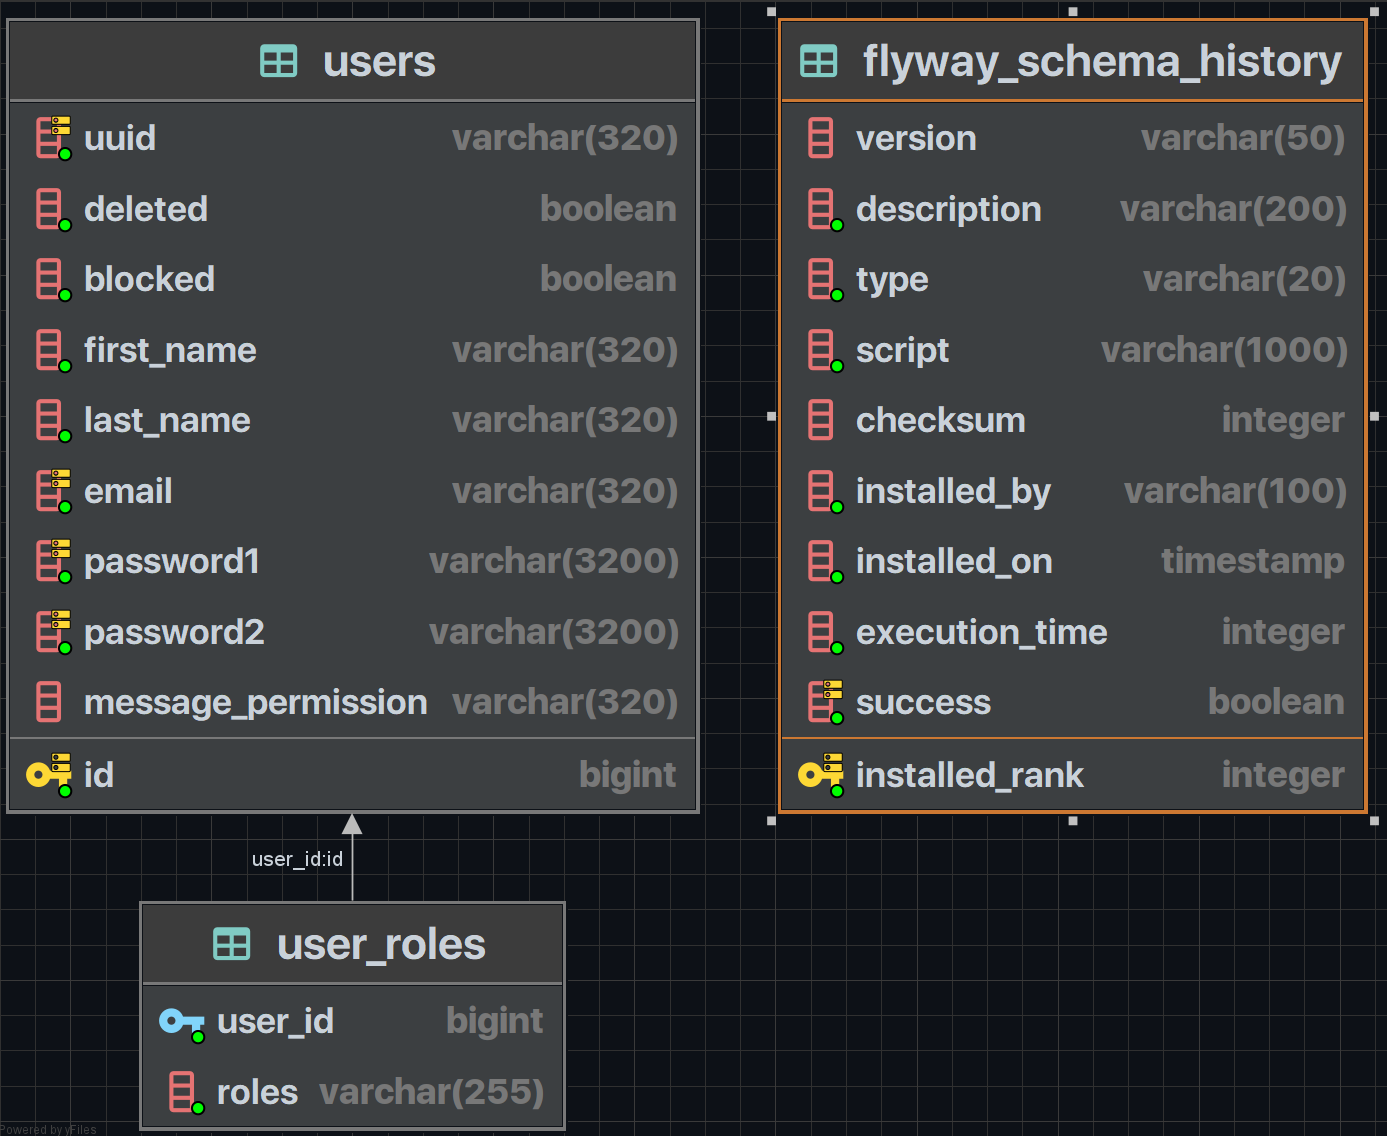 users
uuid varchar(320)
deleted boolean
blocked boolean
first_name varchar(320)
last_name varchar(320)
email varchar(320)
password1 varchar(3200)
password2 varchar(3200)
message_permission varchar(320)
id bigint
flyway_schema_history
version varchar(50)
description varchar(200)
type varchar(20)
script varchar(1000)
checksum integer
installed_by varchar(100)
installed_on timestamp
execution_time integer
success boolean
installed_rank integer
user_id:id
user_roles
user_id bigint
roles varchar(255)
Powered by yFiles